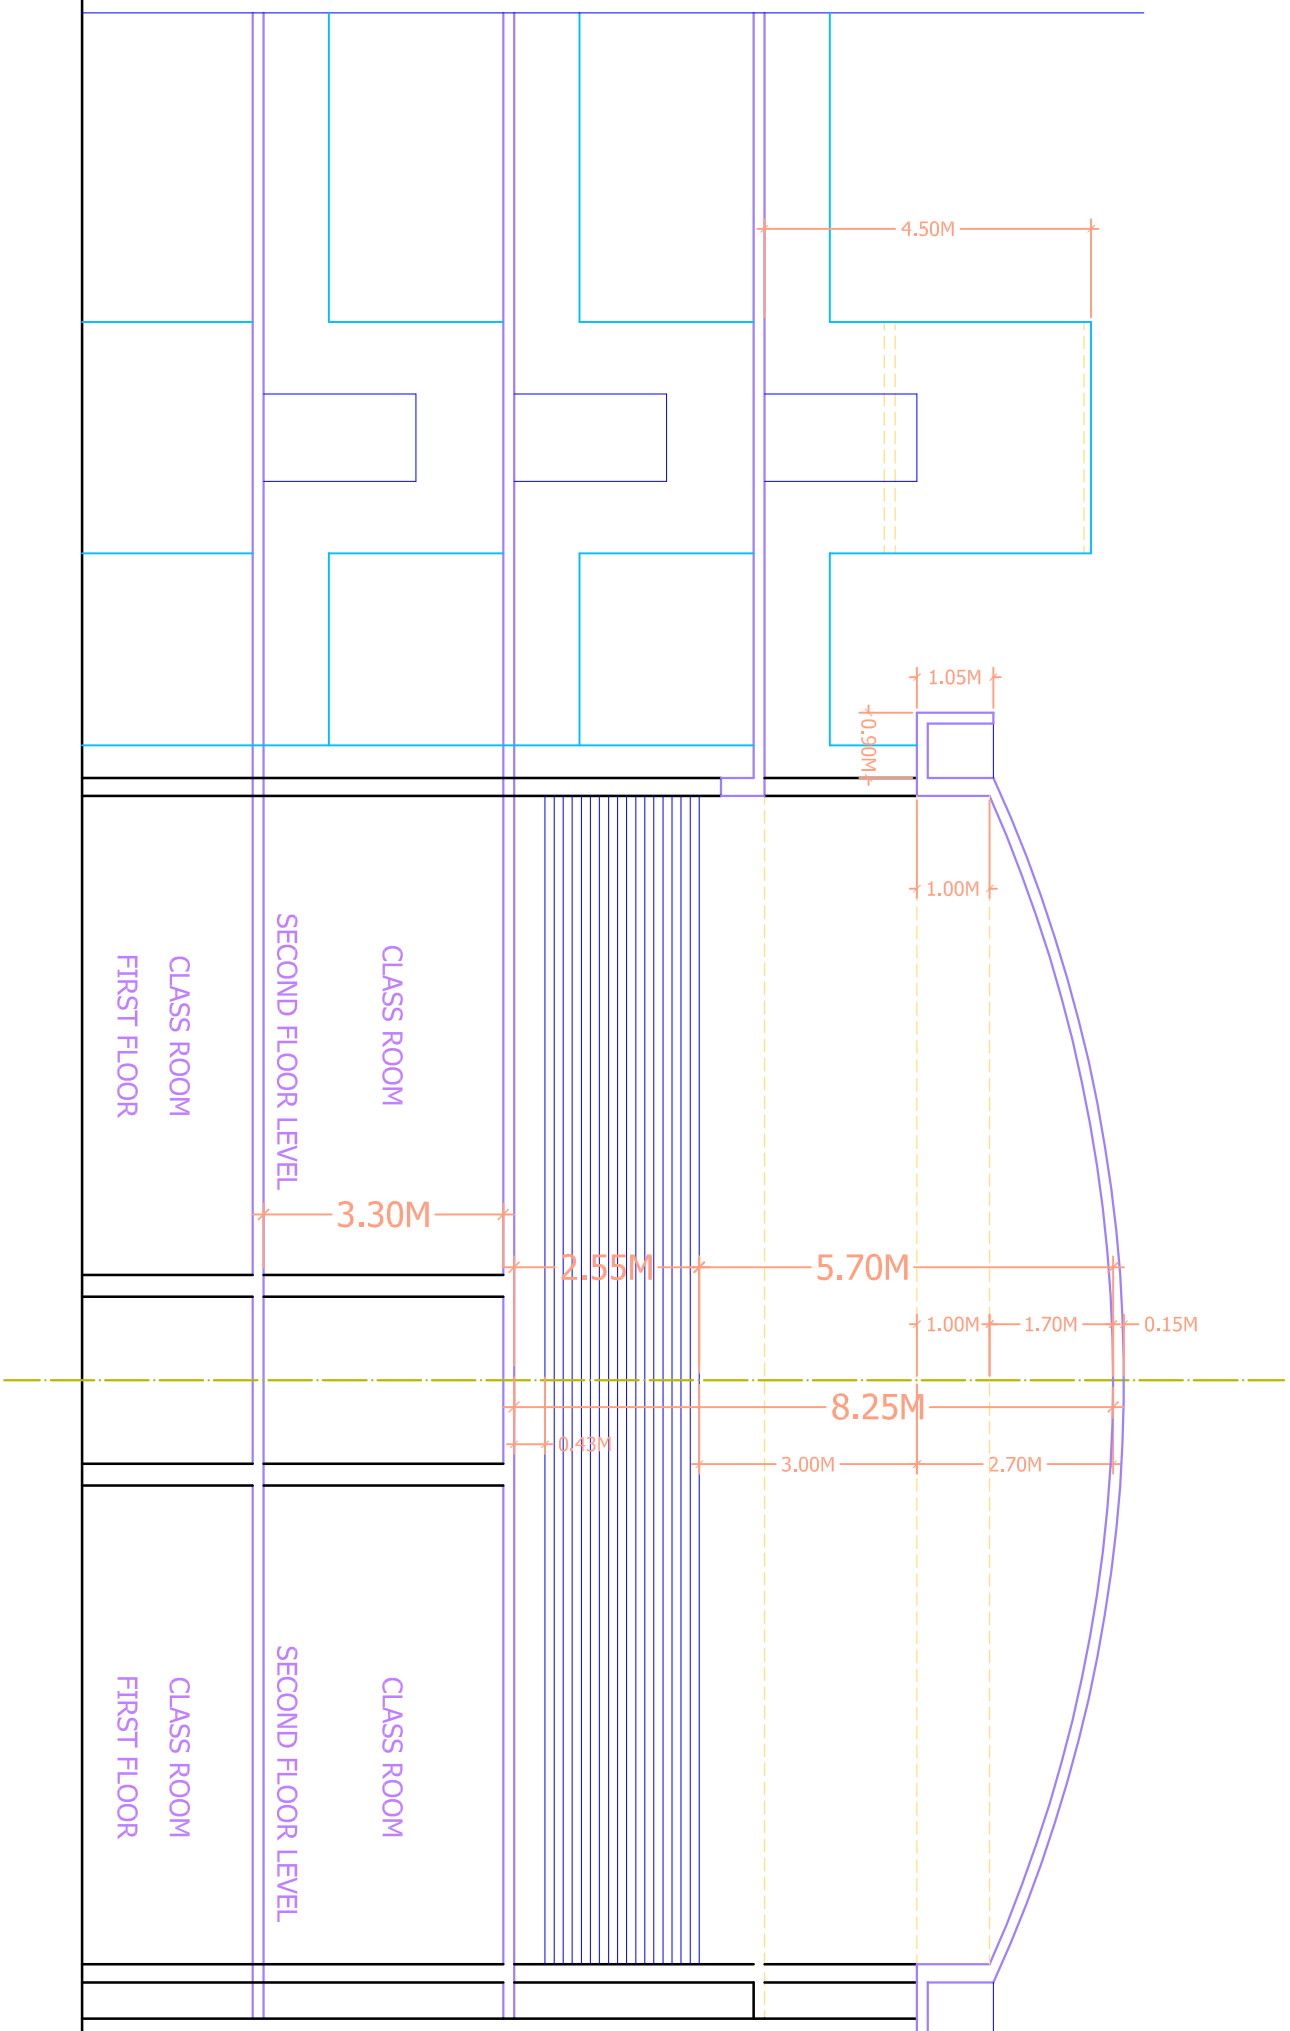 4.50M
1.05M
0.90M
1.00M
CLASS ROOM
SECOND FLOOR LEVEL
CLASS ROOM
FIRST FLOOR
3.30M
2.55M
5.70M
1.00M
1.70M
0.15M
8.25M
0.43M
3.00M
2.70M
CLASS ROOM
SECOND FLOOR LEVEL
CLASS ROOM
FIRST FLOOR